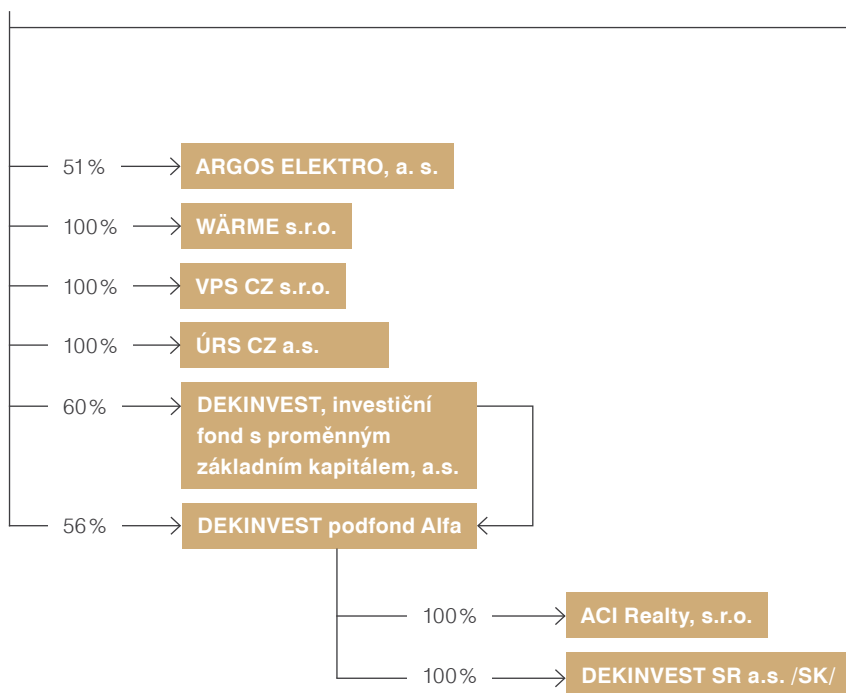 51 % ARGOS ELEKTRO, a. s.
100 % WÄRME s.r.o.
100 % VPS CZ s.r.o.
100 % ÚRS CZ a.s.
60 % DEKINVEST, investiční
fond s proměnným
základním kapitálem, a.s.
56 % DEKINVEST podfond Alfa
100 % ACI Realty, s.r.o.
100 % DEKINVEST SR a.s. /SK/